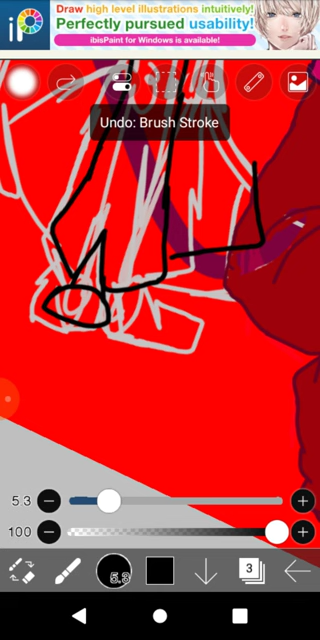 Draw high level illustrations intuitively!
Perfectly pursued usability!
ibisPaint for Windows is available!
Undo: Brush Stroke
5.3
100
5.3
3